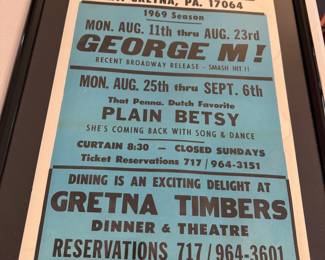 GRETNA, PA. 17064
1969 Season
MON. AUG. 11th thru AUG. 23rd
GEORGE M!
RECENT BROADWAY RELEASE - SMASH HIT!!
MON. AUG. 25th thru SEPT. 6th
That Penna. Dutch Favorite
PLAIN BETSY
SHE'S COMING BACK WITH SONG & DANCE
CURTAIN 8:30 - CLOSED SUNDAYS
Ticket Reservations 717/964-3151
DINING IS AN EXCITING DELIGHT AT
GRETNA TIMBERS
DINNER & THEATRE
RESERVATIONS 717/964-3601